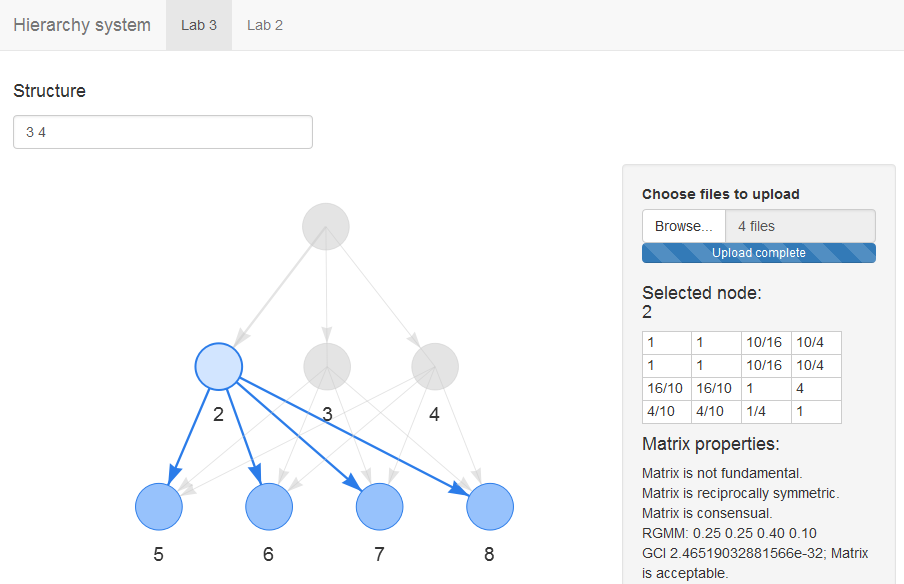 Hierarchy system Lab 3 Lab 2
Structure
3 4
Choose files to upload
Browse... 4 files
Upload complete
Selected node:
2
1 1 10/16 10/4
1 1 10/16 10/4
16/10 16/10 1 4
4/10 4/10 1/4 1
Matrix properties:
Matrix is not fundamental.
Matrix is reciprocally symmetric.
Matrix is consensual.
RGMM: 0.25 0.25 0.40 0.10
GCI 2.4651903288156​6e-32; Matrix
is acceptable.
2 3 4
5 6 7 8